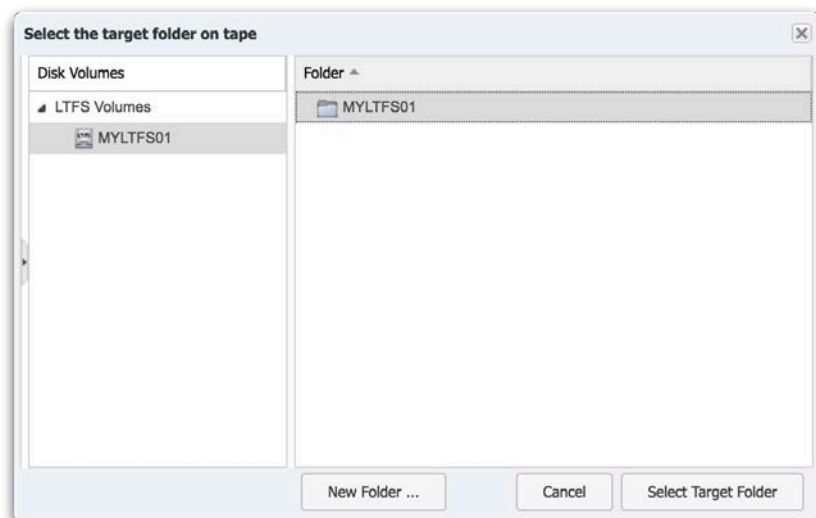 Select the target folder on tape
Disk Volumes
Folder
LTFS Volumes
MYLTFS01
MYLTFS01
New Folder ...
Cancel
Select Target Folder